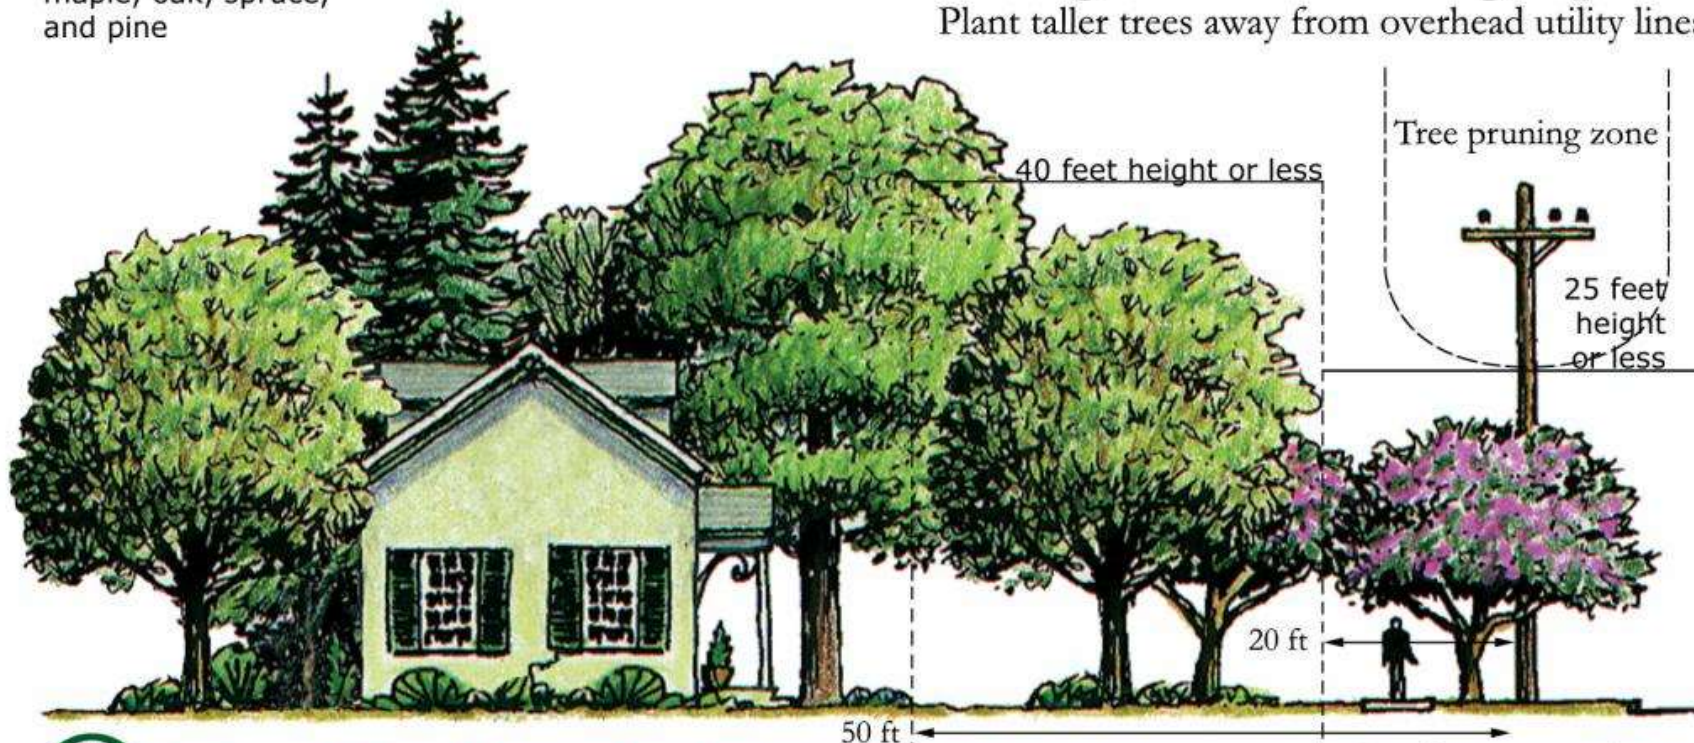 and pine
Plant taller trees away from overhead utility lines
Tree pruning zone
40 feet height or less
25 feet
height
or less
20 ft
50 ft